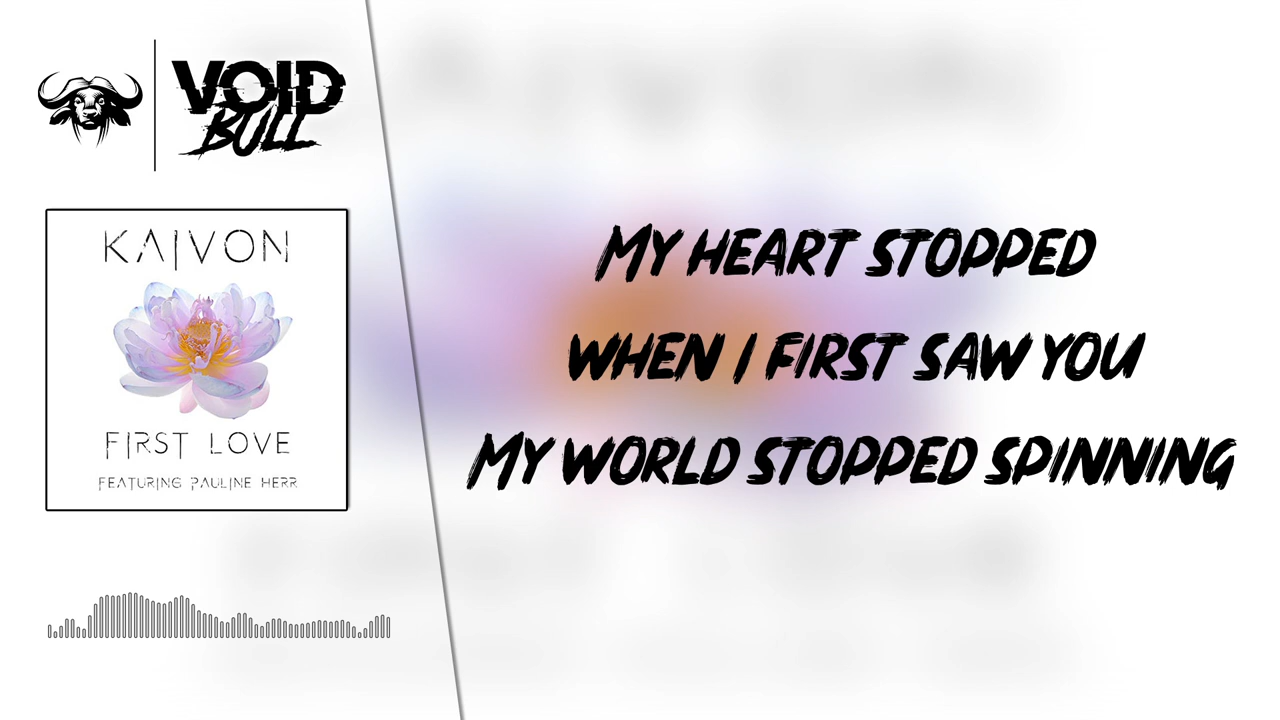 VOID
BULL
KAIVON
FIRST LOVE
FEATURING PAULINE HERR
MY HEART STOPPED
WHEN I FIRST SAW YOU
MY WORLD STOPPED SPINNING